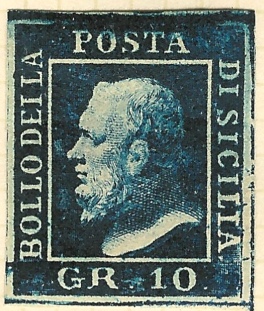 BOLLO DELLA
POSTA
DI SICILIA
GR. 10